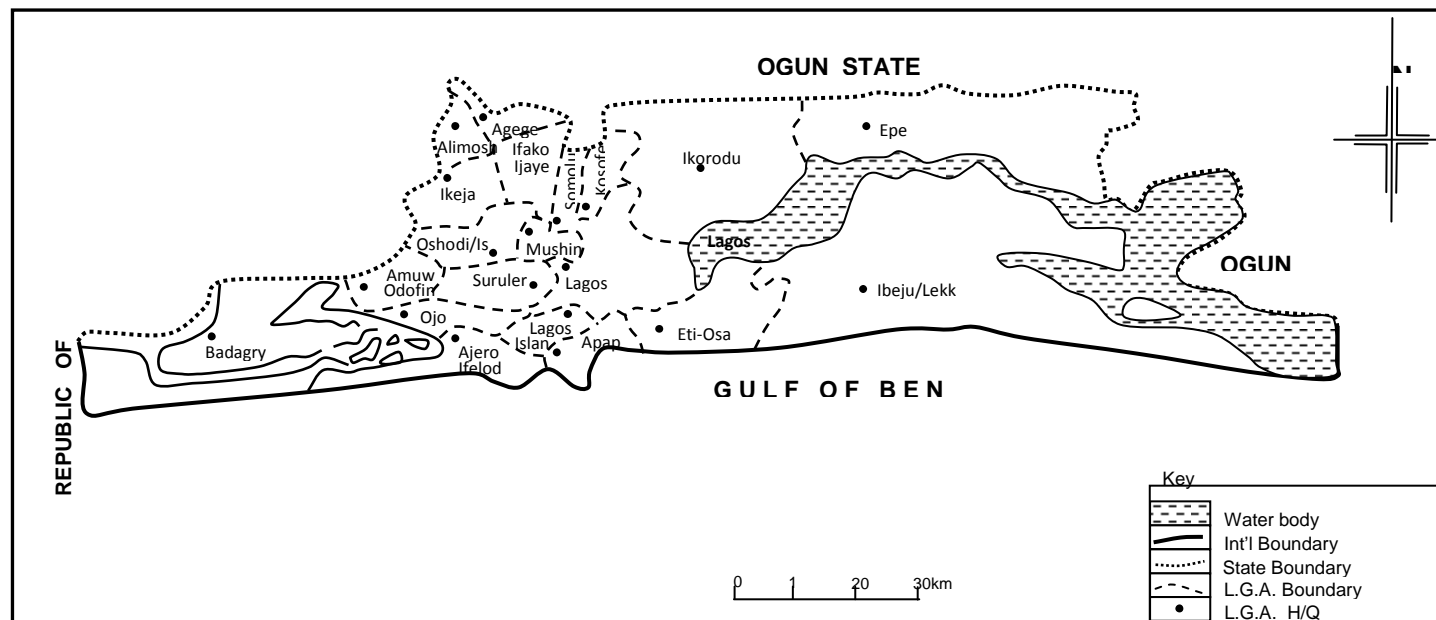 OGUN STATE
Agege
Alimosh
Ifako
Ijaye
Somolu
Kosofe
Epe
Ikorodu
Ikeja
Oshodi/Is
Mushin
Lagos
Amuw
Odofin
Suruler
Lagos
OGUN
Ibeju/Lekk
Ojo
Lagos
Islan
Apap
Eti-Osa
Badagry
Ajero
Ifelod
REPUBLIC OF
GULF OF BEN
Key
Water body
Int'l Boundary
State Boundary
L.G.A. Boundary
L.G.A. H/Q
0 1 20 30km